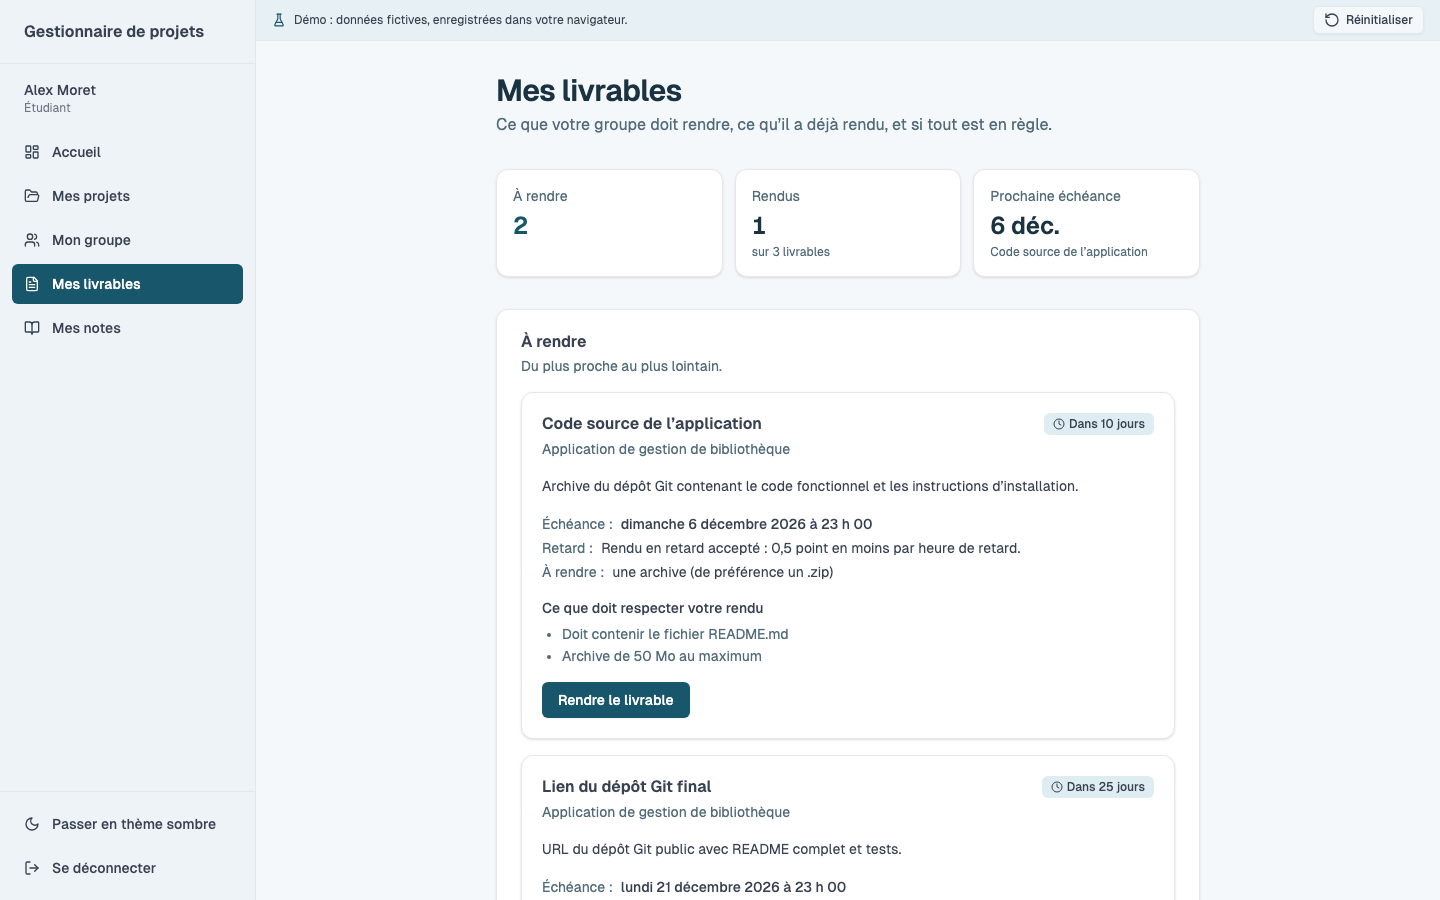 Gestionnaire de projets
Démo : données fictives, enregistrées dans votre navigateur.
Réinitialiser
Alex Moret
Étudiant
Accueil
Mes projets
Mon groupe
Mes livrables
Mes notes
Passer en thème sombre
Se déconnecter
Mes livrables
Ce que votre groupe doit rendre, ce qu’il a déjà rendu, et si tout est en règle.
À rendre
2
Rendus
1
sur 3 livrables
Prochaine échéance
6 déc.
Code source de l’application
À rendre
Du plus proche au plus lointain.
Code source de l’application
Dans 10 jours
Application de gestion de bibliothèque
Archive du dépôt Git contenant le code fonctionnel et les instructions d’installation.
Échéance : dimanche 6 décembre 2026 à 23 h 00
Retard : Rendu en retard accepté : 0,5 point en moins par heure de retard.
À rendre : une archive (de préférence un .zip)
Ce que doit respecter votre rendu
• Doit contenir le fichier README.md
• Archive de 50 Mo au maximum
Rendre le livrable
Lien du dépôt Git final
Dans 25 jours
Application de gestion de bibliothèque
URL du dépôt Git public avec README complet et tests.
Échéance : lundi 21 décembre 2026 à 23 h 00